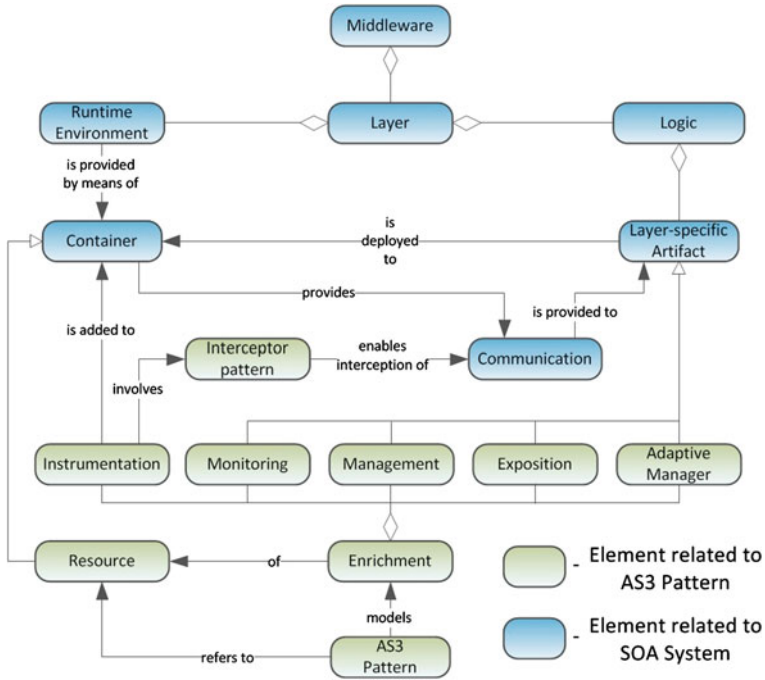 Middleware
Runtime
Environment
Layer
Logic
is provided
by means of
Container
is
deployed
to
Layer-specific
Artifact
provides
is provided to
is added to
Interceptor
pattern
enables
interception of
Communication
involves
Instrumentation
Monitoring
Management
Exposition
Adaptive
Manager
Resource
of
Enrichment
- Element related to
AS3 Pattern
models
refers to
AS3
Pattern
- Element related to
SOA System